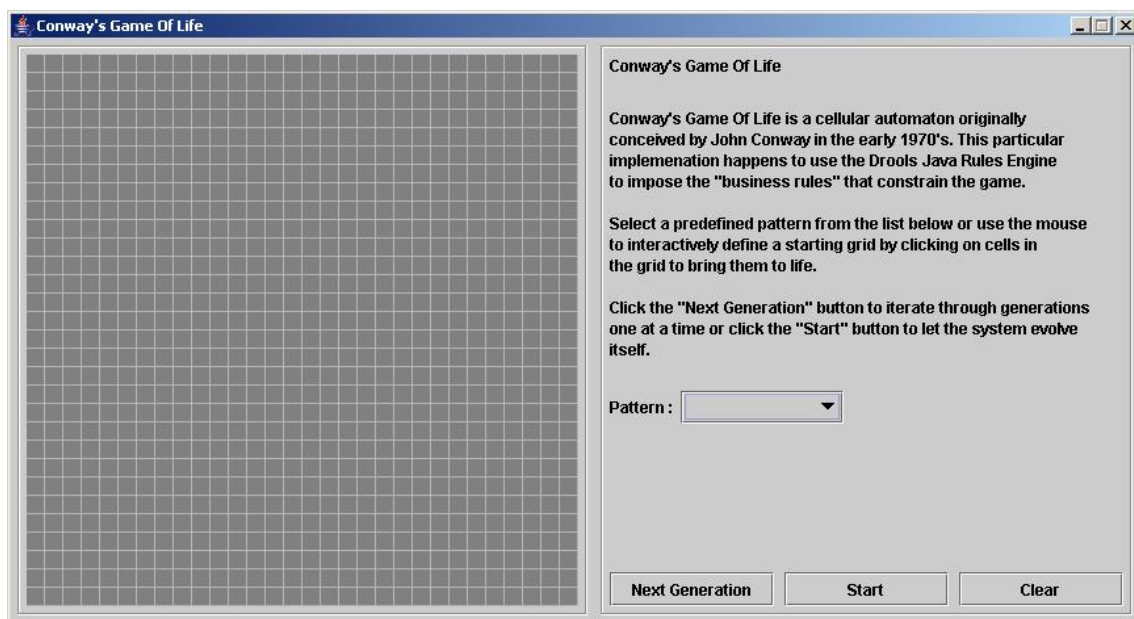 Conway's Game Of Life
Conway's Game Of Life
Conway's Game Of Life is a cellular automaton originally
conceived by John Conway in the early 1970's. This particular
implemenation happens to use the Drools Java Rules Engine
to impose the "business rules" that constrain the game.
Select a predefined pattern from the list below or use the mouse
to interactively define a starting grid by clicking on cells in
the grid to bring them to life.
Click the "Next Generation" button to iterate through generations
one at a time or click the "Start" button to let the system evolve
itself.
Pattern :
Next Generation Start Clear